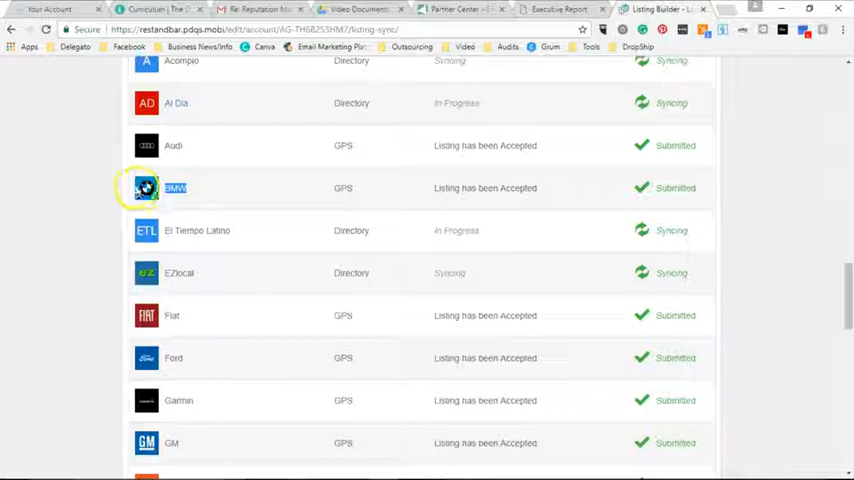 Your Account
Curriculum | The D
Re: Reputation Ma
Video Documents
Partner Center
Executive Report
Listing Builder - Lo
Secure https://restandbar.pdqs.mobi/edit/account/AG-TH6B2S3HM7/listing-sync/
Apps Delegato Facebook Business News/Info Canva Email Marketing Plat Outsourcing Video Audits Grum Tools DropShip
A Acompio Directory Syncing Syncing
AD Al Dia Directory In-Progress Syncing
Audi GPS Listing has been Accepted Submitted
BMW GPS Listing has been Accepted Submitted
ETL El Tiempo Latino Directory In Progress Syncing
ez EZlocal Directory Syncing Syncing
FIAT Fiat GPS Listing has been Accepted Submitted
Ford Ford GPS Listing has been Accepted Submitted
Garmin GPS Listing has been Accepted Submitted
GM GM GPS Listing has been Accepted Submitted